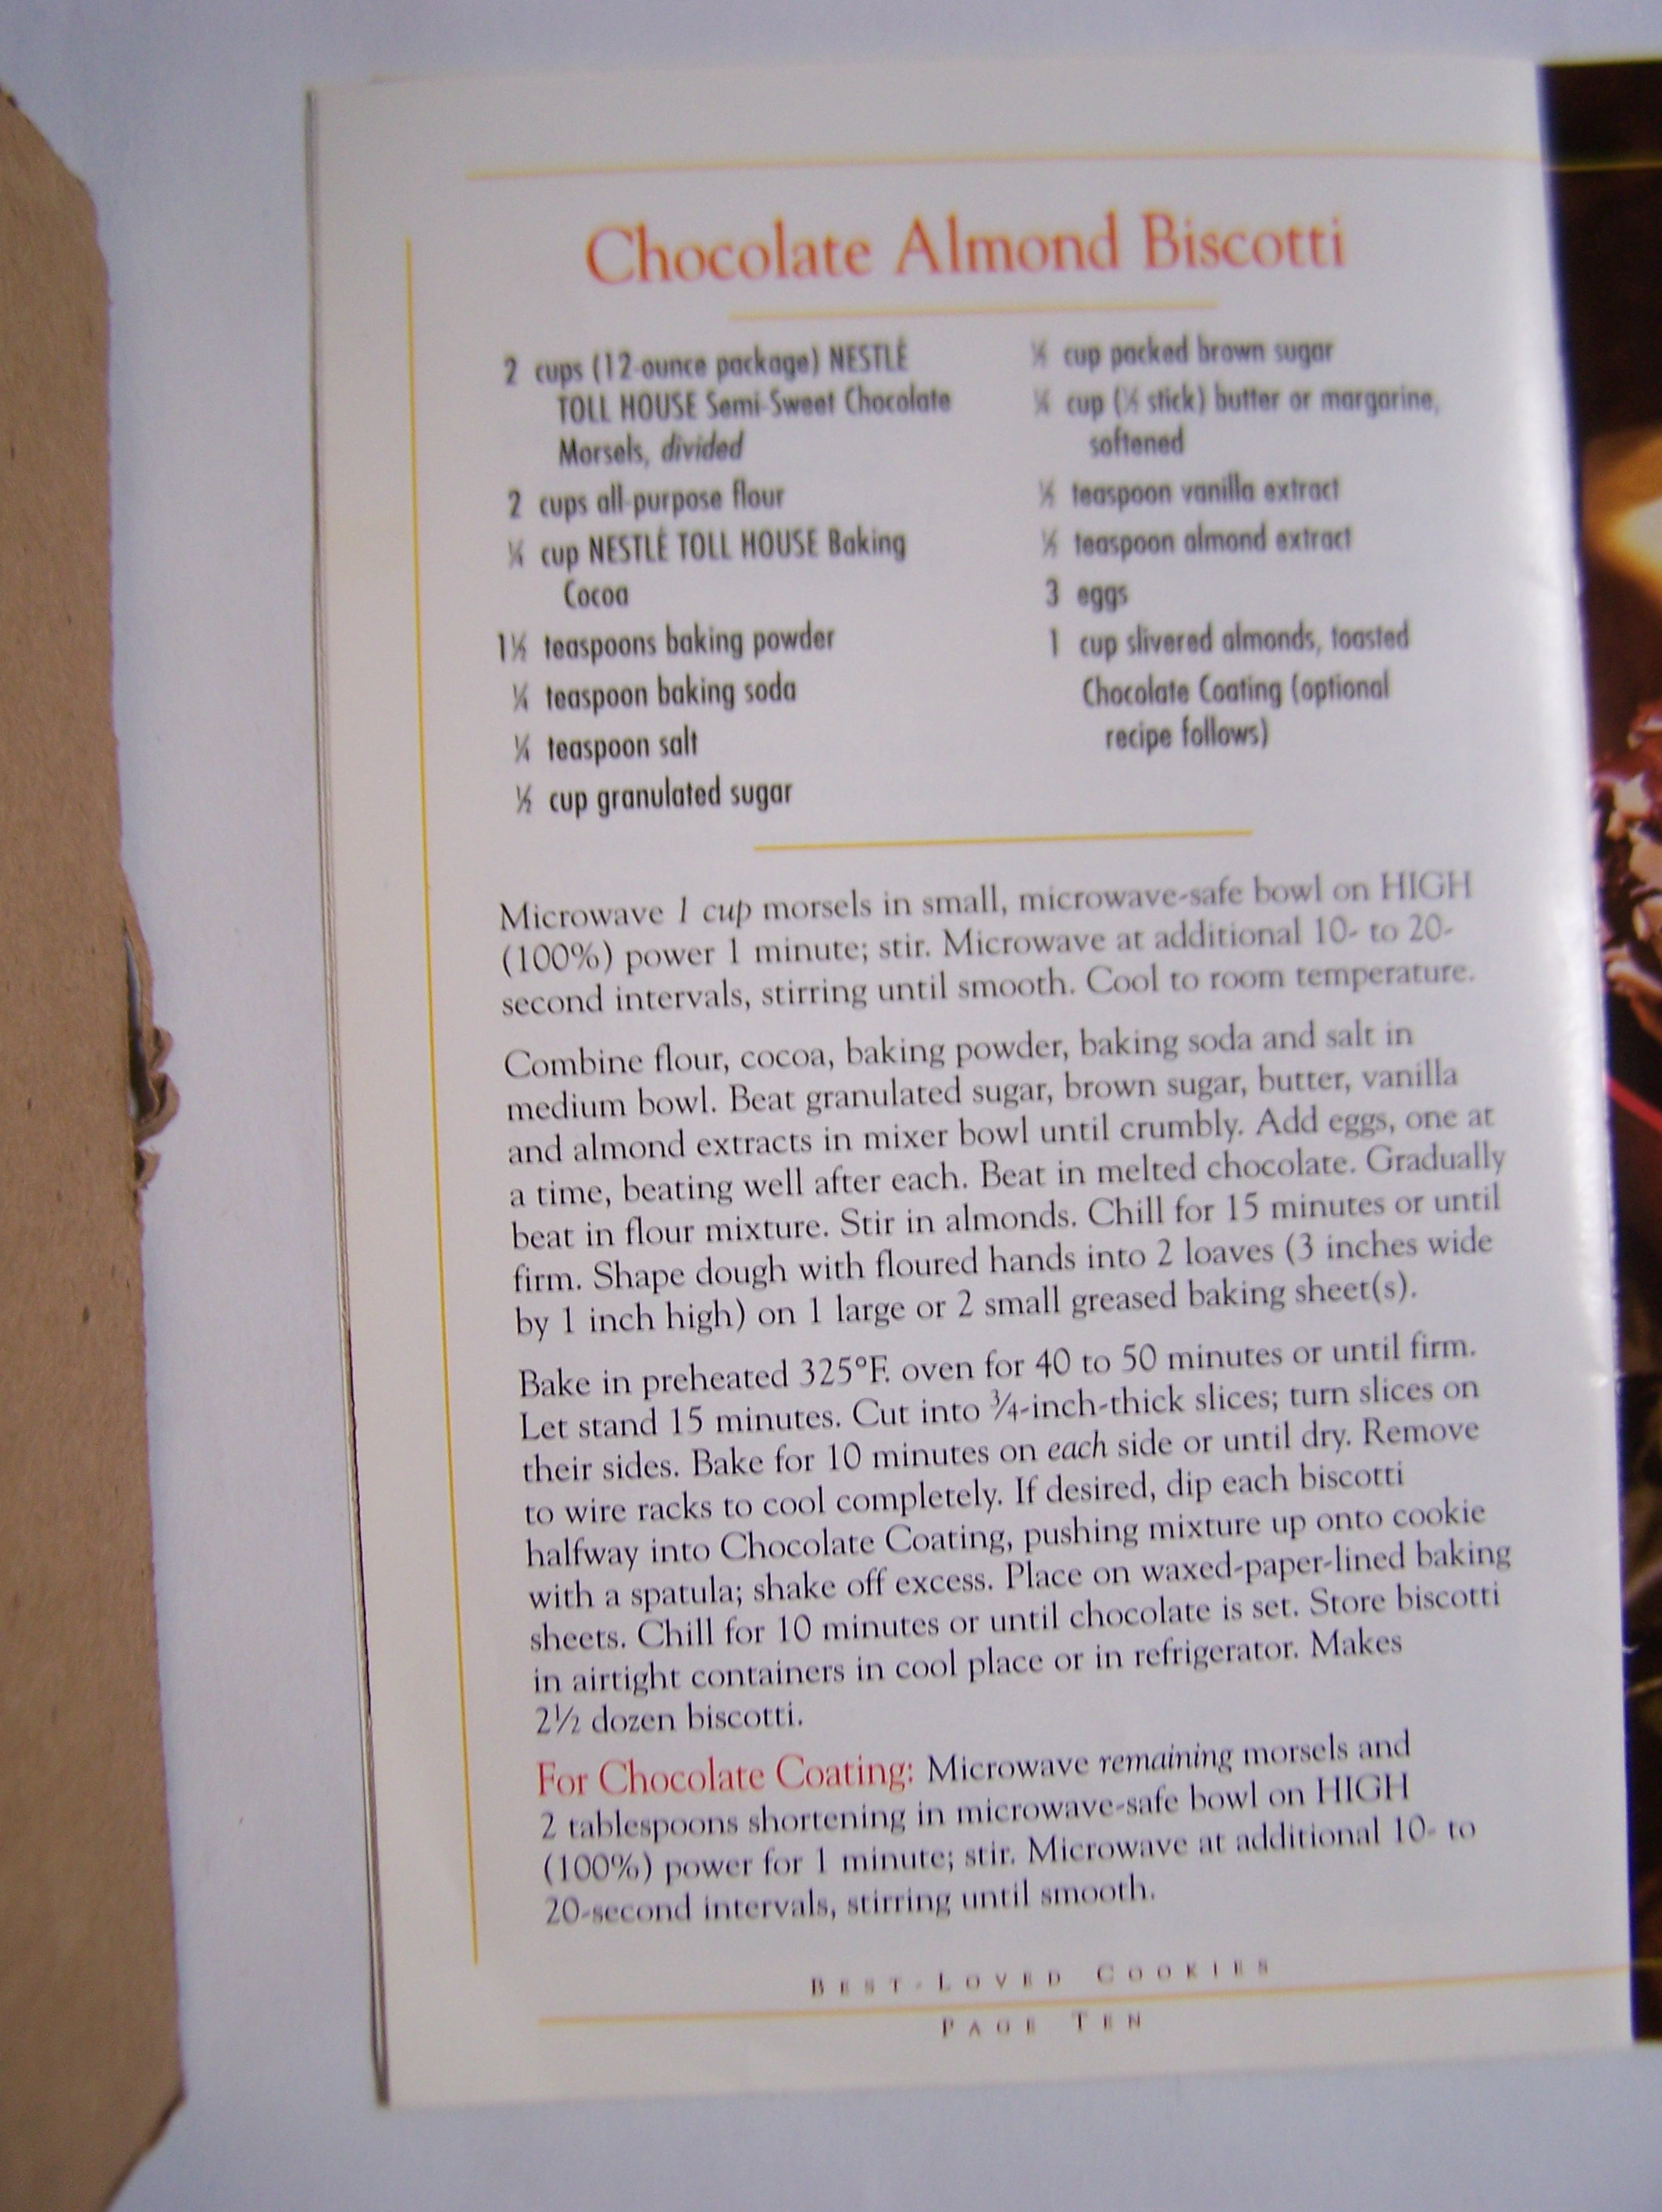 Chocolate Almond Biscotti
2 cups (12-ounce package) NESTLÉ
TOLL HOUSE Semi-Sweet Chocolate
Morsels, divided
2 cups all-purpose flour
¼ cup NESTLÉ TOLL HOUSE Baking
Cocoa
1½ teaspoons baking powder
¼ teaspoon baking soda
¼ teaspoon salt
½ cup granulated sugar
cup packed brown sugar
¼ cup (½ stick) butter or margarine,
softened
½ teaspoon vanilla extract
½ teaspoon almond extract
3 eggs
1 cup slivered almonds, toasted
Chocolate Coating (optional
recipe follows)
Microwave 1 cup morsels in small, microwave-safe bowl on HIGH
(100%) power 1 minute; stir. Microwave at additional 10- to 20-
second intervals, stirring until smooth. Cool to room temperature.
Combine flour, cocoa, baking powder, baking soda and salt in
medium bowl. Beat granulated sugar, brown sugar, butter, vanilla
and almond extracts in mixer bowl until crumbly. Add eggs, one at
a time, beating well after each. Beat in melted chocolate. Gradually
beat in flour mixture. Stir in almonds. Chill for 15 minutes or until
firm. Shape dough with floured hands into 2 loaves (3 inches wide
by 1 inch high) on 1 large or 2 small greased baking sheet(s).
Bake in preheated 325°F. oven for 40 to 50 minutes or until firm.
Let stand 15 minutes. Cut into ¾-inch-thick slices; turn slices on
their sides. Bake for 10 minutes on each side or until dry. Remove
to wire racks to cool completely. If desired, dip each biscotti
halfway into Chocolate Coating, pushing mixture up onto cookie
with a spatula; shake off excess. Place on waxed-paper-lined baking
sheets. Chill for 10 minutes or until chocolate is set. Store biscotti
in airtight containers in cool place or in refrigerator. Makes
2½ dozen biscotti.
For Chocolate Coating: Microwave remaining morsels and
2 tablespoons shortening in microwave-safe bowl on HIGH
(100%) power for 1 minute; stir. Microwave at additional 10- to
20-second intervals, stirring until smooth.
BEST-LOVED COOKIES
PAGE TEN